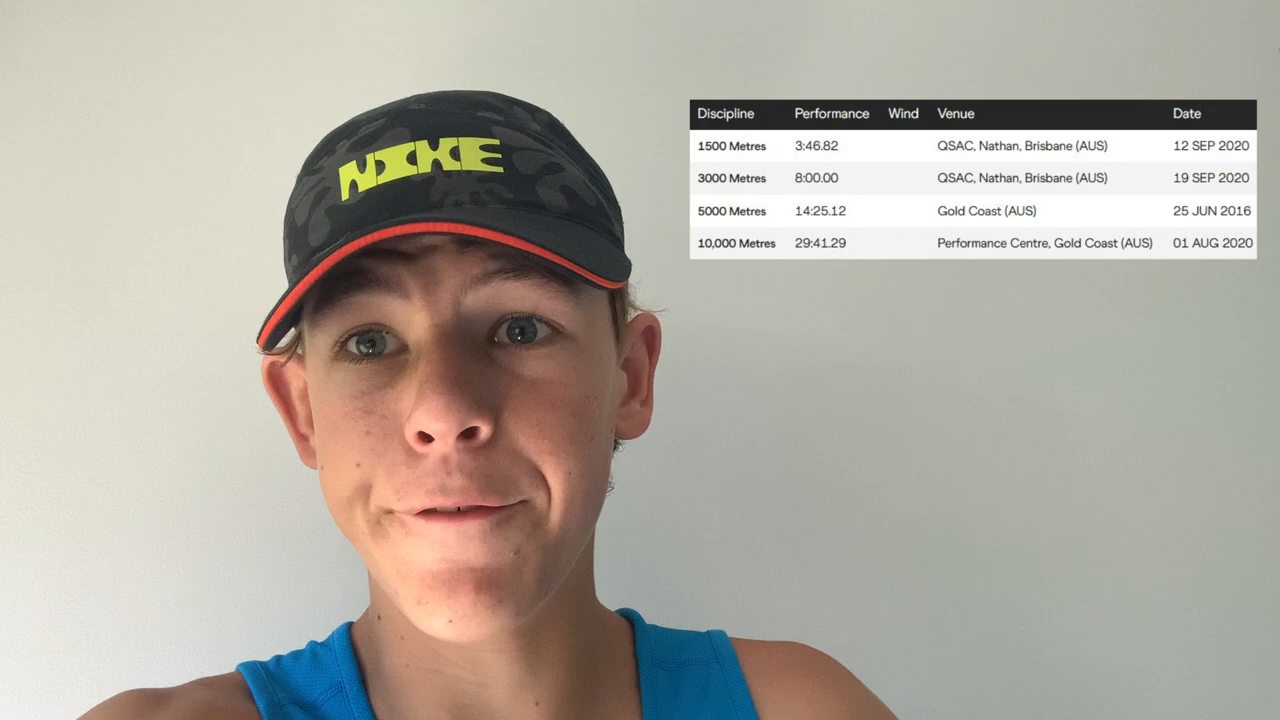 NIKE
Discipline Performance Wind Venue Date
1500 Metres 3:46.82 QSAC, Nathan, Brisbane (AUS) 12 SEP 2020
3000 Metres 8:00.00 QSAC, Nathan, Brisbane (AUS) 19 SEP 2020
5000 Metres 14:25.12 Gold Coast (AUS) 25 JUN 2016
10,000 Metres 29:41.29 Performance Centre, Gold Coast (AUS) 01 AUG 2020